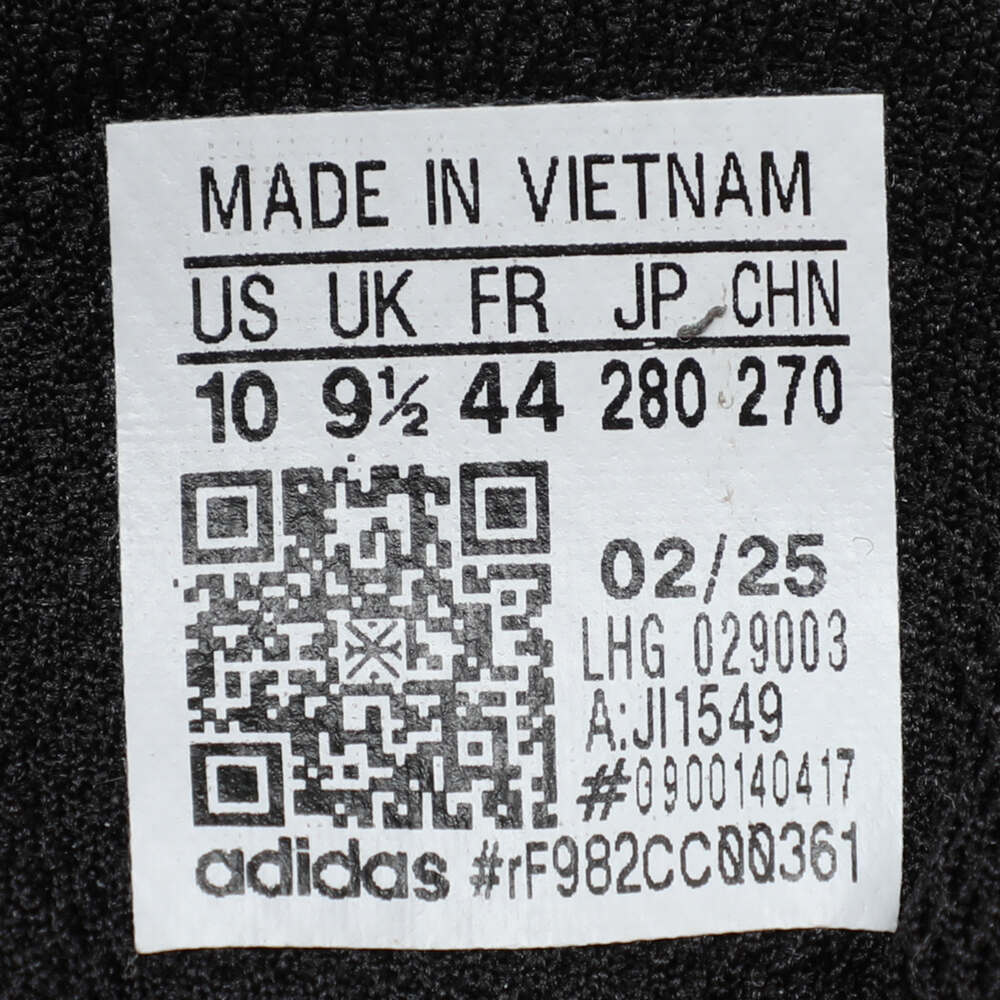 MADE IN VIETNAM
US UK FR JP CHN
10 9½ 44 280 270
02/25
LHG 029003
A:JI1549
#0900140417
adidas #rF982CC00361